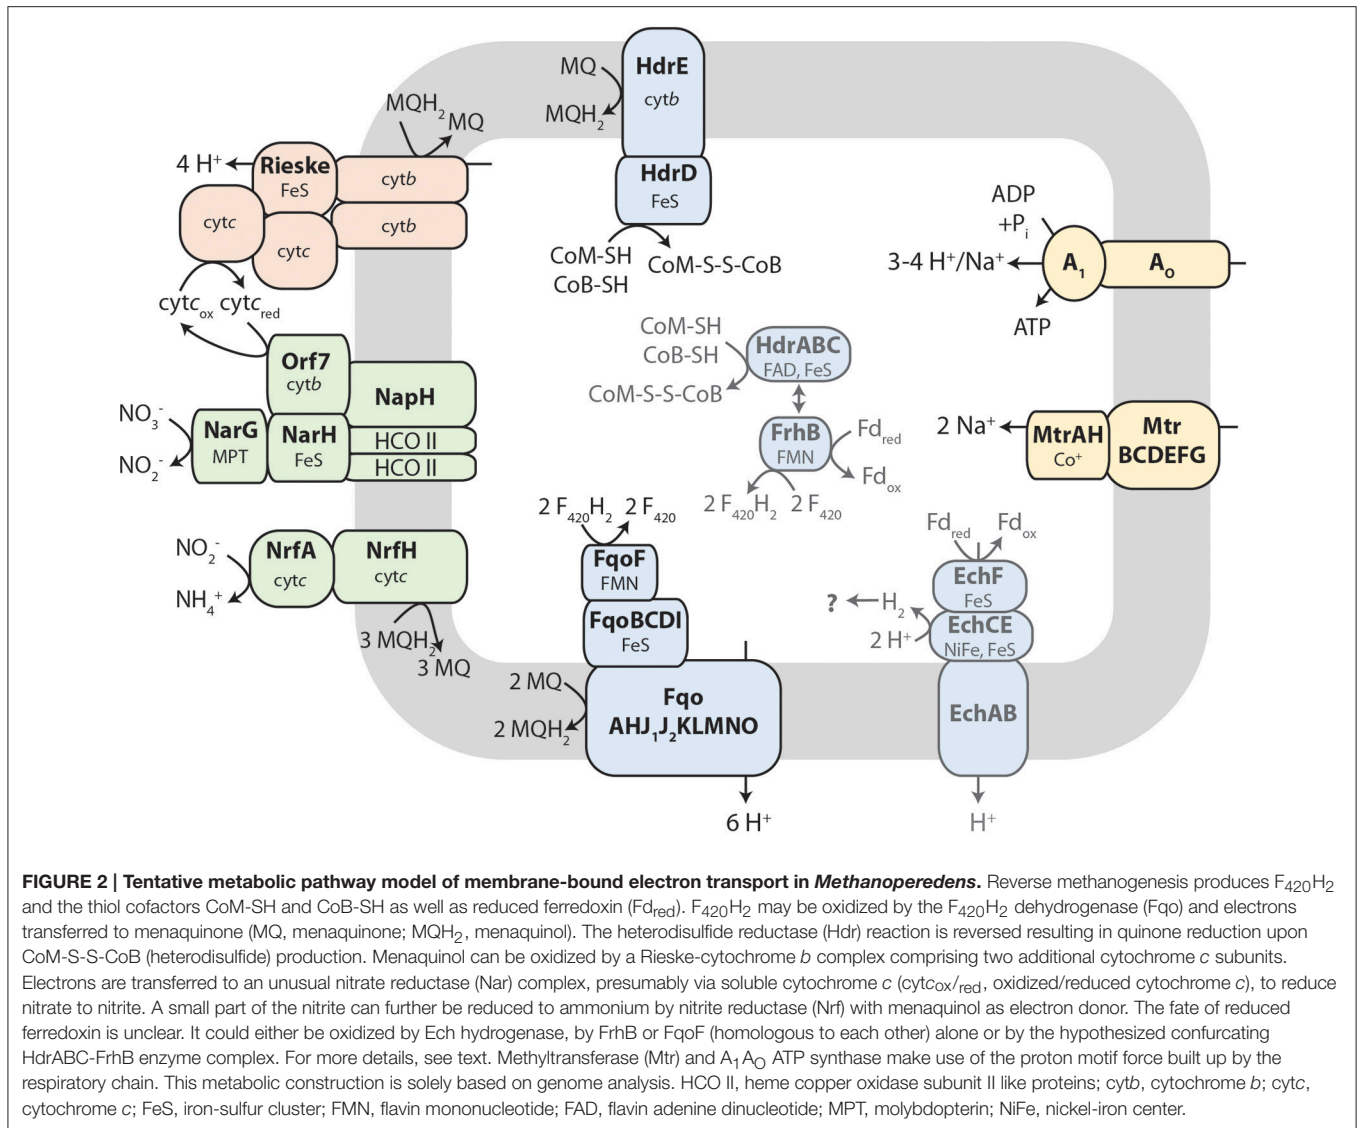 MQ
MQH2
HdrE
cytb
HdrD
FeS
CoM-SH
CoB-SH
CoM-S-S-CoB
MQH2
MQ
4 H+
Rieske
FeS
cytb
cytb
cytc
cytc
cytcox
cytcred
ADP
+Pi
3-4 H+/Na+
A1
AO
ATP
CoM-SH
CoB-SH
CoM-S-S-CoB
HdrABC
FAD, FeS
FrhB
FMN
Fdred
Fdox
2 F420H2
2 F420
Orf7
cytb
NapH
HCO II
HCO II
NO3-
NO2-
NarG
MPT
NarH
FeS
2 Na+
MtrAH
Co+
Mtr
BCDEFG
NO2-
NH4+
NrfA
cytc
NrfH
cytc
3 MQH2
3 MQ
2 F420H2
2 F420
FqoF
FMN
FqoBCDI
FeS
2 MQ
2 MQH2
Fqo
AHJ1J2KLMNO
6 H+
Fdred
Fdox
EchF
FeS
? H2
2 H+
EchCE
NiFe, FeS
EchAB
H+
FIGURE 2 | Tentative metabolic pathway model of membrane-bound electron transport in Methanoperedens. Reverse methanogenesis produces F420H2
and the thiol cofactors CoM-SH and CoB-SH as well as reduced ferredoxin (Fdred). F420H2 may be oxidized by the F420H2 dehydrogenase (Fqo) and electrons
transferred to menaquinone (MQ, menaquinone; MQH2, menaquinol). The heterodisulfide reductase (Hdr) reaction is reversed resulting in quinone reduction upon
CoM-S-S-CoB (heterodisulfide) production. Menaquinol can be oxidized by a Rieske-cytochrome b complex comprising two additional cytochrome c subunits.
Electrons are transferred to an unusual nitrate reductase (Nar) complex, presumably via soluble cytochrome c (cytcox/red, oxidized/reduced cytochrome c), to reduce
nitrate to nitrite. A small part of the nitrite can further be reduced to ammonium by nitrite reductase (Nrf) with menaquinol as electron donor. The fate of reduced
ferredoxin is unclear. It could either be oxidized by Ech hydrogenase, by FrhB or FqoF (homologous to each other) alone or by the hypothesized confurcating
HdrABC-FrhB enzyme complex. For more details, see text. Methyltransferase (Mtr) and A1AO ATP synthase make use of the proton motif force built up by the
respiratory chain. This metabolic construction is solely based on genome analysis. HCO II, heme copper oxidase subunit II like proteins; cytb, cytochrome b; cytc,
cytochrome c; FeS, iron-sulfur cluster; FMN, flavin mononucleotide; FAD, flavin adenine dinucleotide; MPT, molybdopterin; NiFe, nickel-iron center.